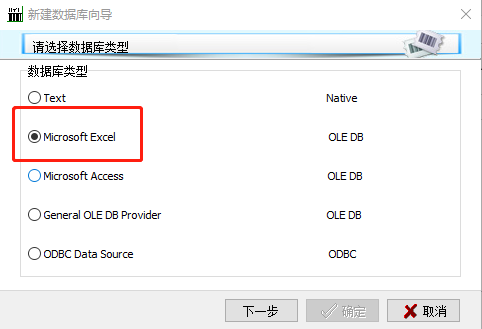 新建数据库向导
请选择数据库类型
数据库类型
Text Native
Microsoft Excel OLE DB
Microsoft Access OLE DB
General OLE DB Provider OLE DB
ODBC Data Source ODBC
下一步 确定 取消